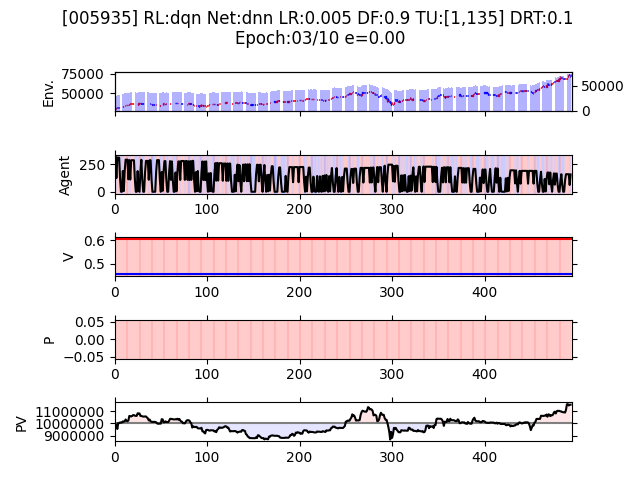 [005935] RL:dqn Net:dnn LR:0.005 DF:0.9 TU:[1,135] DRT:0.1
Epoch:03/10 e=0.00
75000
50000
Env.
50000
0
250
0
Agent
0 100 200 300 400
0.6
0.5
V
0 100 200 300 400
0.05
0.00
−0.05
P
0 100 200 300 400
11000000
10000000
9000000
PV
0 100 200 300 400